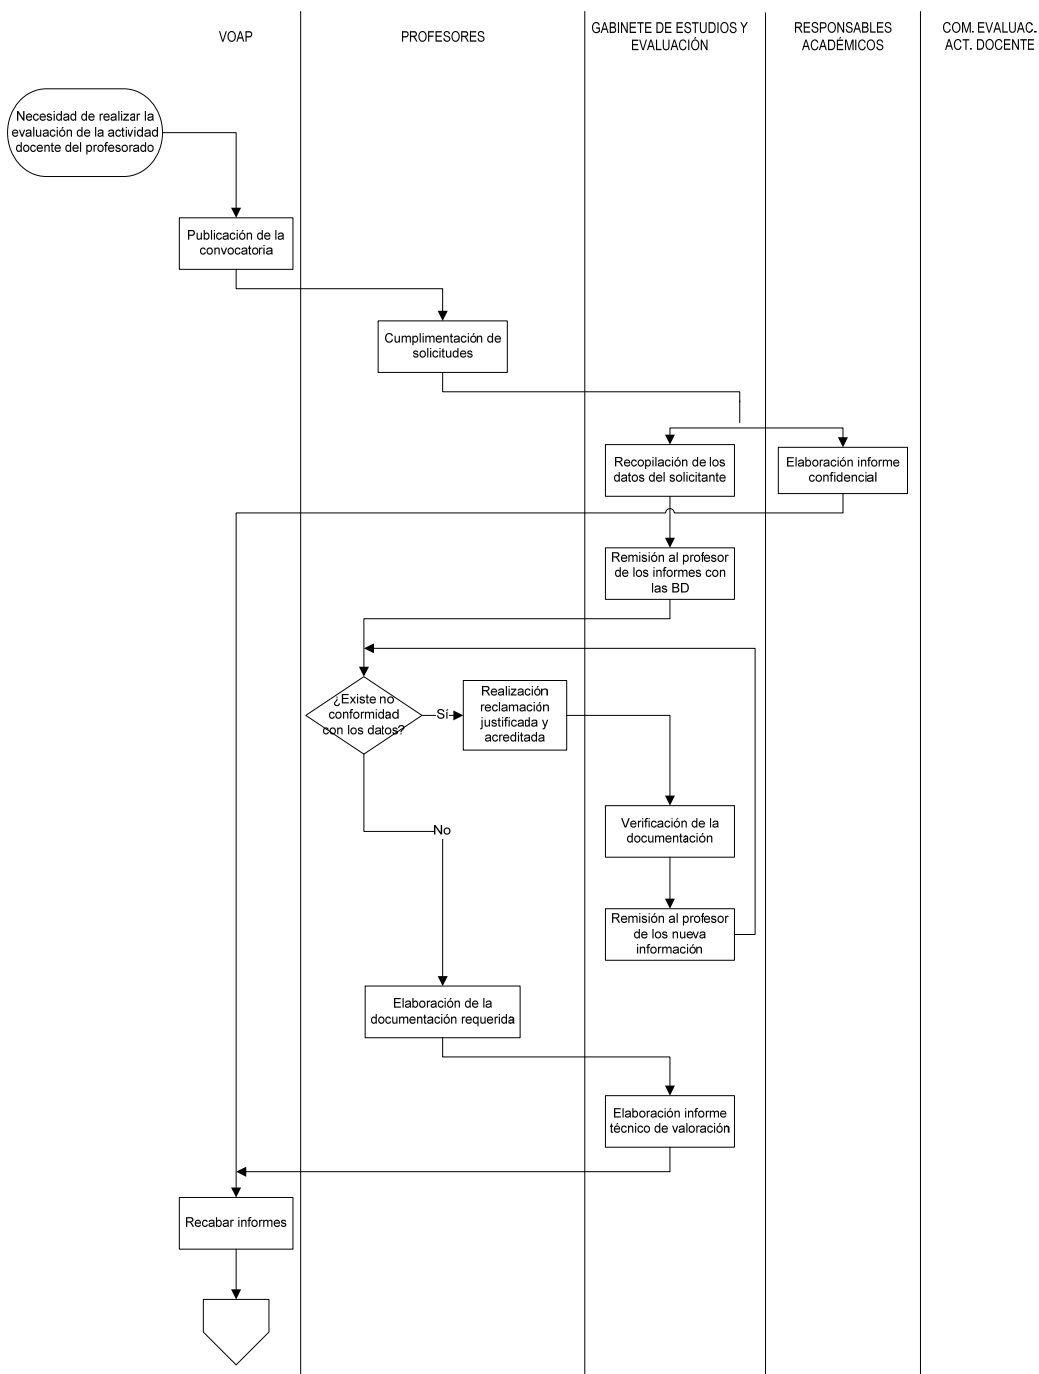 VOAP
PROFESORES
GABINETE DE ESTUDIOS Y
EVALUACIÓN
RESPONSABLES
ACADÉMICOS
COM. EVALUAC.
ACT. DOCENTE
Necesidad de realizar la
evaluación de la actividad
docente del profesorado
Publicación de la
convocatoria
Cumplimentación de
solicitudes
Recopilación de los
datos del solicitante
Elaboración informe
confidencial
Remisión al profesor
de los informes con
las BD
¿Existe no
conformidad
con los datos?
Sí
Realización
reclamación
justificada y
acreditada
Verificación de la
documentación
No
Remisión al profesor
de los nueva
información
Elaboración de la
documentación requerida
Elaboración informe
técnico de valoración
Recabar informes